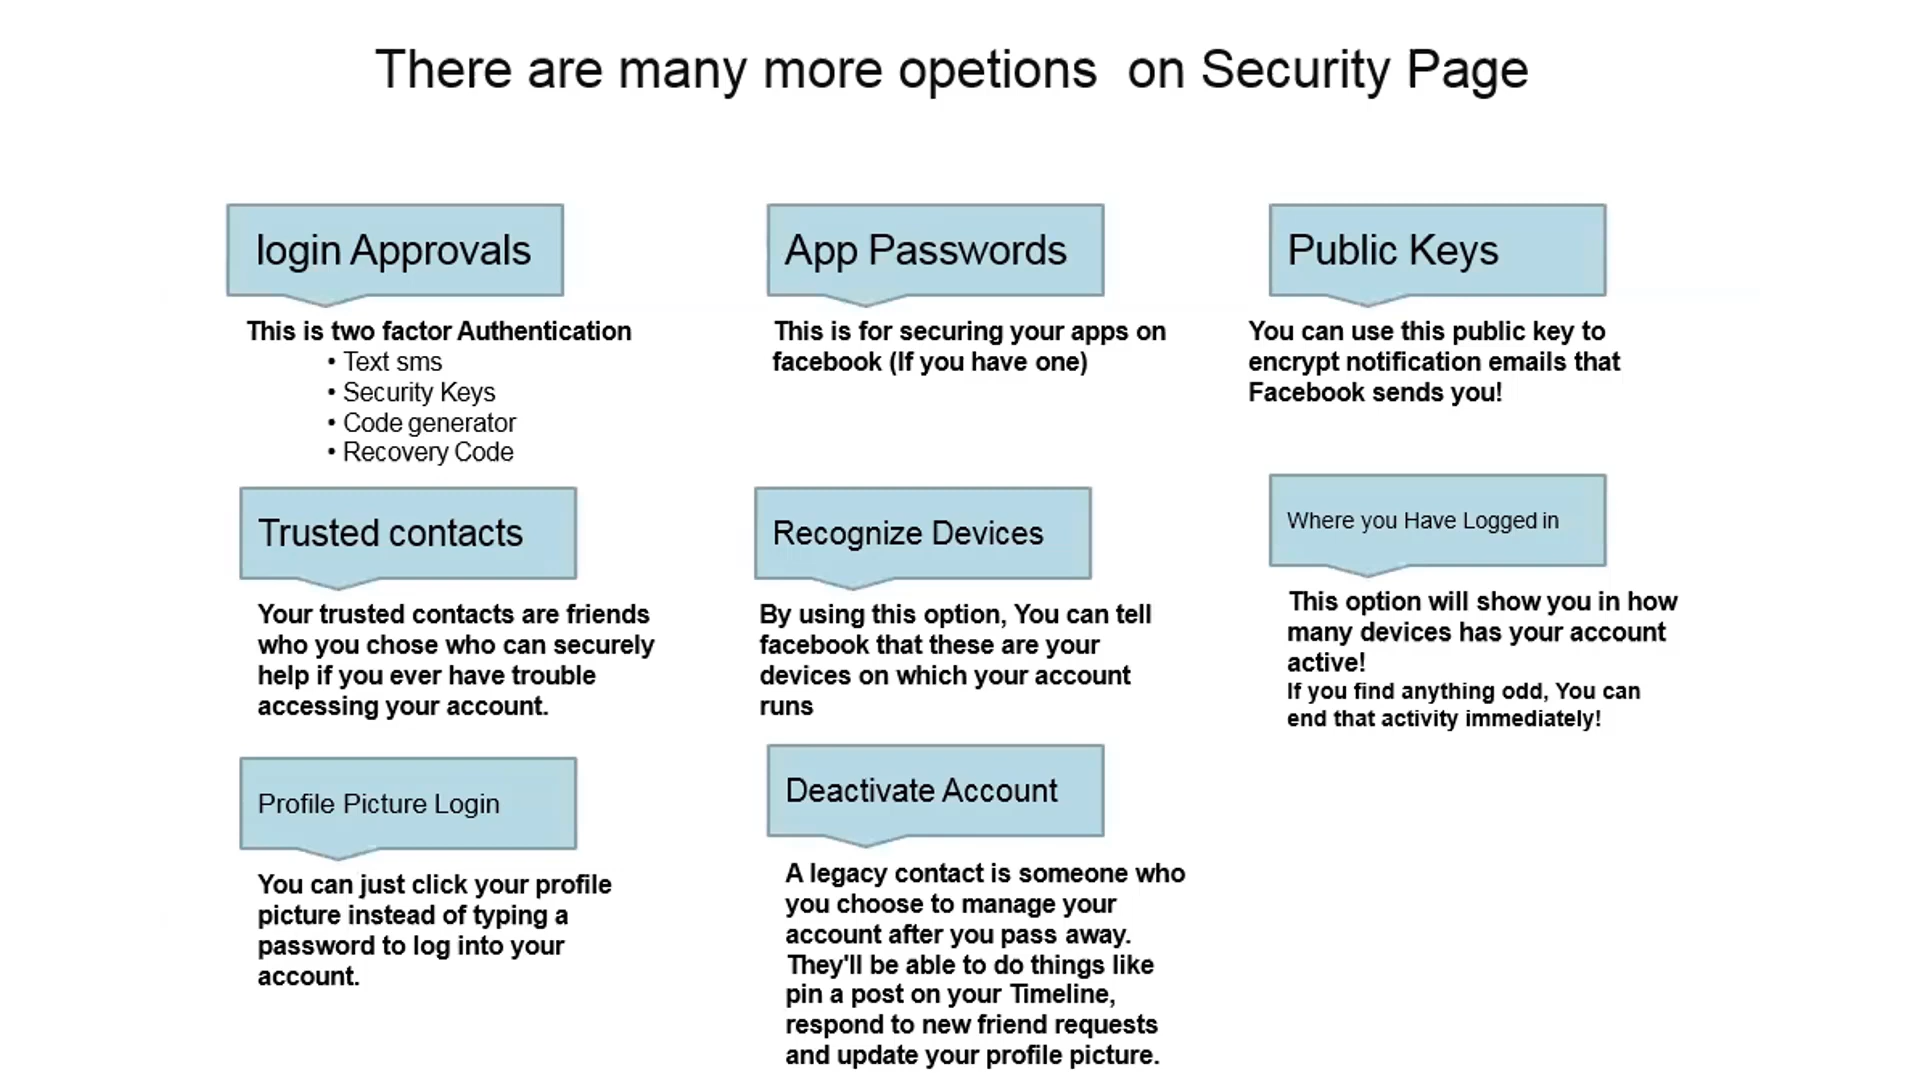 There are many more opetions on Security Page
login Approvals
This is two factor Authentication
• Text sms
• Security Keys
• Code generator
• Recovery Code
App Passwords
This is for securing your apps on
facebook (If you have one)
Public Keys
You can use this public key to
encrypt notification emails that
Facebook sends you!
Trusted contacts
Your trusted contacts are friends
who you chose who can securely
help if you ever have trouble
accessing your account.
Recognize Devices
By using this option, You can tell
facebook that these are your
devices on which your account
runs
Where you Have Logged in
This option will show you in how
many devices has your account
active!
If you find anything odd, You can
end that activity immediately!
Profile Picture Login
You can just click your profile
picture instead of typing a
password to log into your
account.
Deactivate Account
A legacy contact is someone who
you choose to manage your
account after you pass away.
They'll be able to do things like
pin a post on your Timeline,
respond to new friend requests
and update your profile picture.